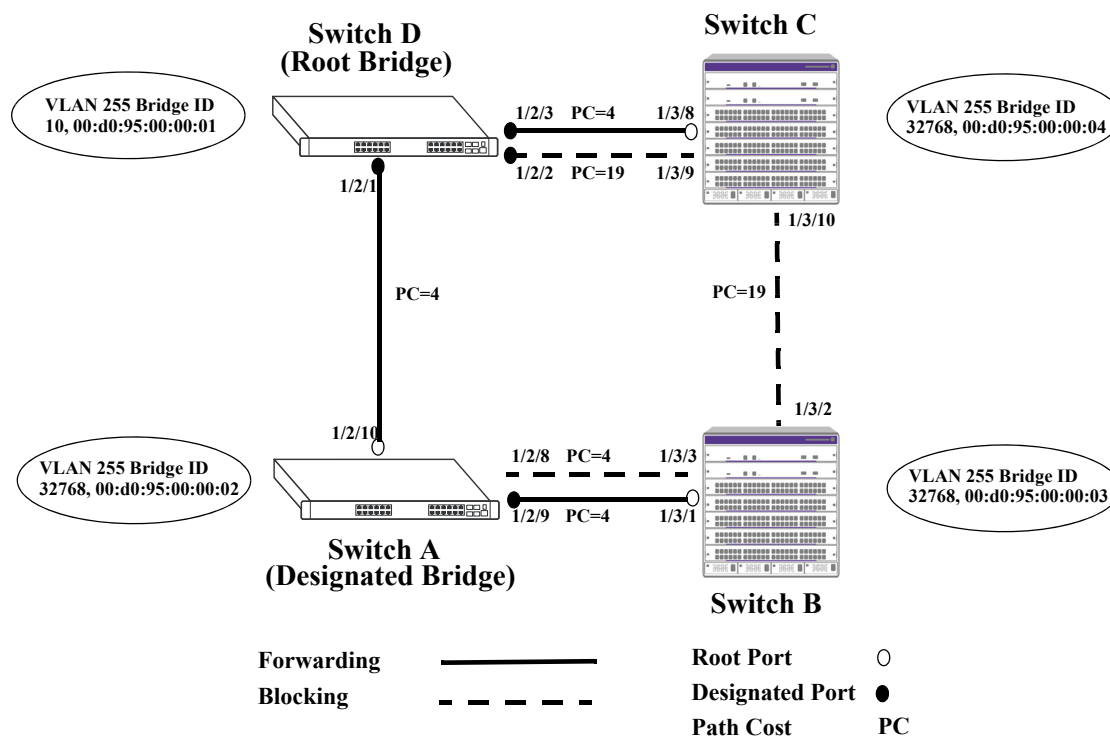 Switch D
(Root Bridge)
Switch C
VLAN 255 Bridge ID
10, 00:d0:95:00:00:01
1/2/3 PC=4 1/3/8
VLAN 255 Bridge ID
32768, 00:d0:95:00:00:04
1/2/2 PC=19 1/3/9
1/2/1
1/3/10
PC=4
PC=19
1/3/2
1/2/10
VLAN 255 Bridge ID
32768, 00:d0:95:00:00:02
1/2/8 PC=4 1/3/3
VLAN 255 Bridge ID
32768, 00:d0:95:00:00:03
1/2/9 PC=4 1/3/1
Switch A
(Designated Bridge)
Switch B
Forwarding
Blocking
Root Port
Designated Port
Path Cost PC